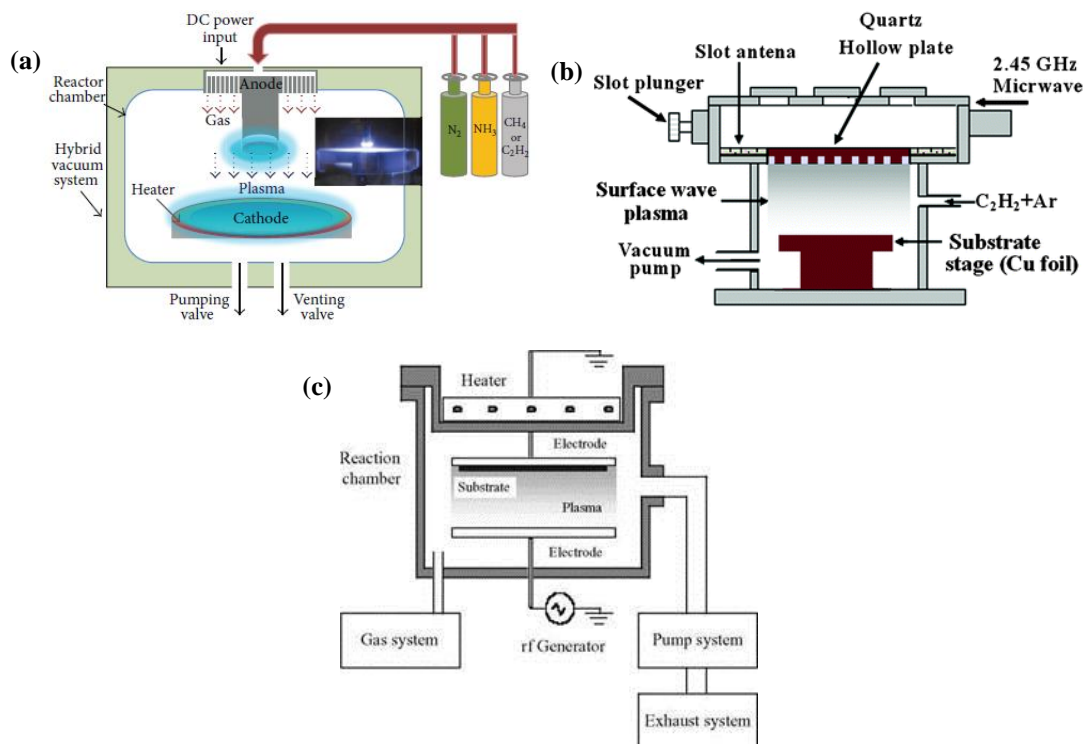 (a)
DC power
input
Reactor
chamber
Anode
Gas
Hybrid
vacuum
system
Plasma
Heater
Cathode
Pumping
valve
Venting
valve
N2
NH3
CH4
or
C2H2
(b)
Quartz
Hollow plate
Slot antena
Slot plunger
2.45 GHz
Micrwave
Surface wave
plasma
C2H2+Ar
Vacuum
pump
Substrate
stage (Cu foil)
(c)
Heater
Electrode
Reaction
chamber
Substrate
Plasma
Electrode
Gas system
rf Generator
Pump system
Exhaust system